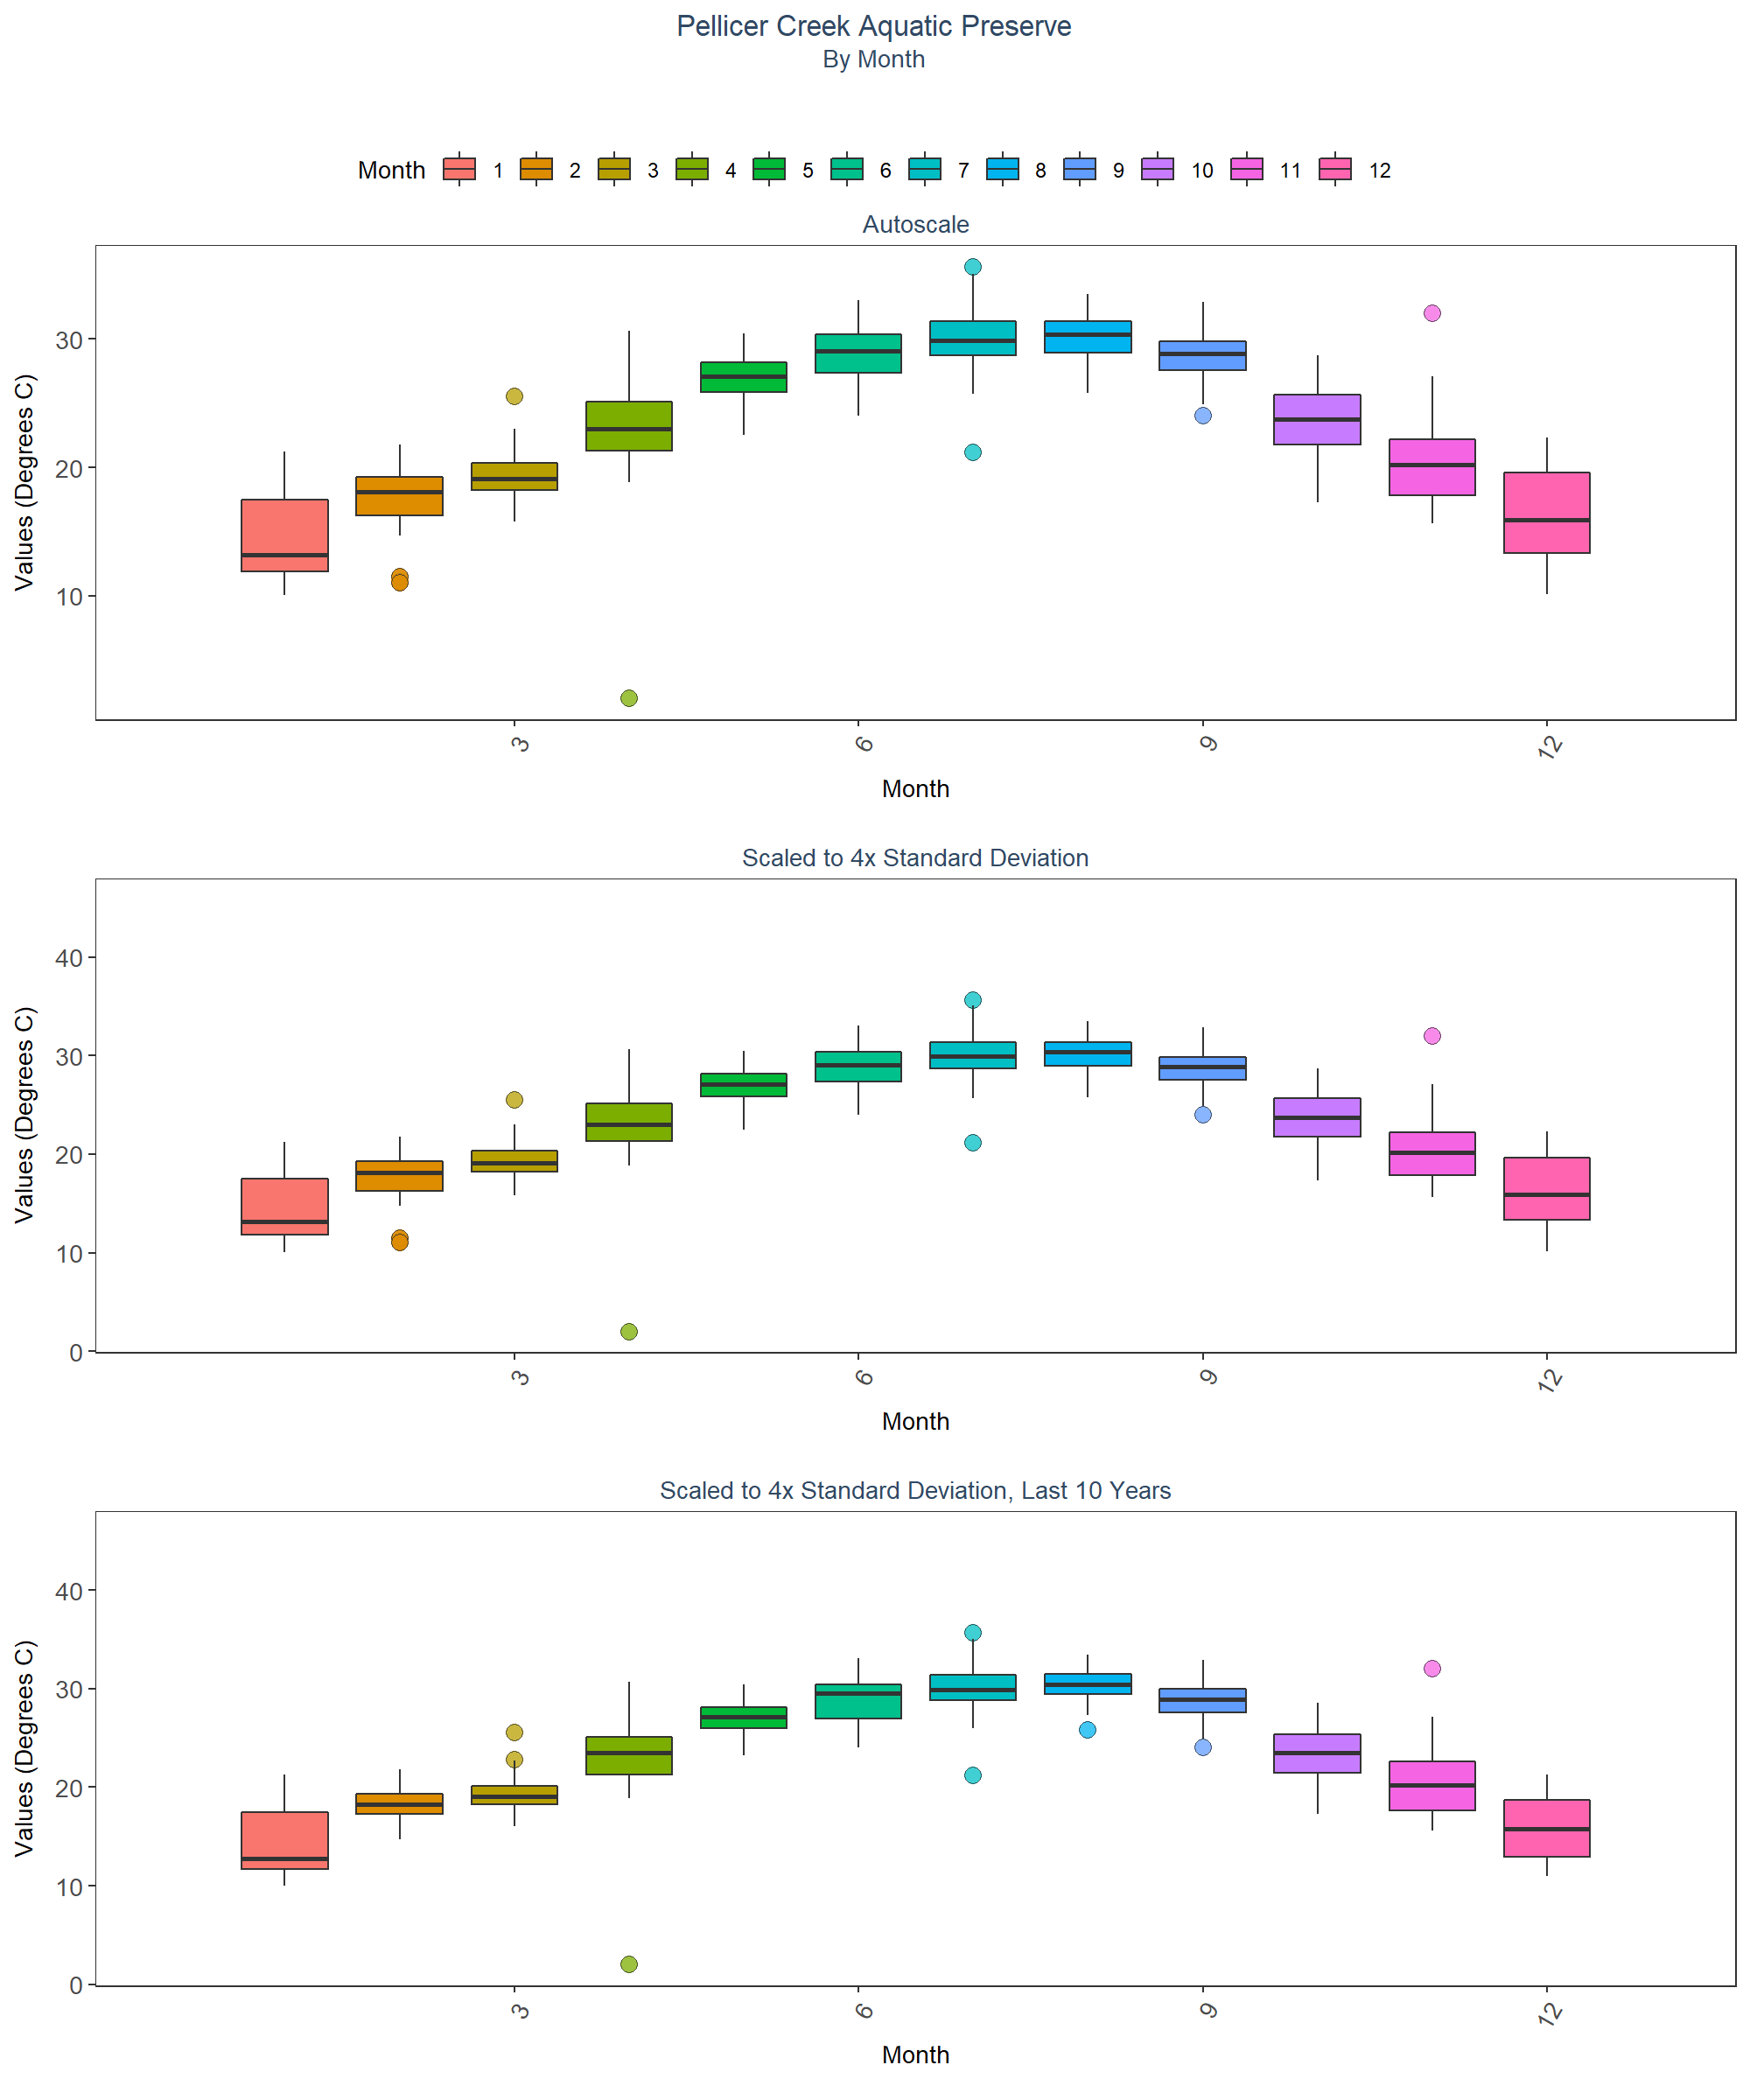 Pellicer Creek Aquatic Preserve
By Month
Month 1 2 3 4 5 6 7 8 9 10 11 12
Autoscale
Values (Degrees C)
30
20
10
3 6 9 12
Month
Scaled to 4x Standard Deviation
Values (Degrees C)
40
30
20
10
0
3 6 9 12
Month
Scaled to 4x Standard Deviation, Last 10 Years
Values (Degrees C)
40
30
20
10
0
3 6 9 12
Month